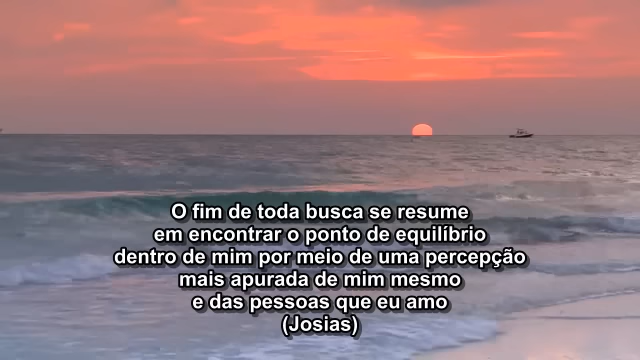 O fim de toda busca se resume
em encontrar o ponto de equilíbrio
dentro de mim por meio de uma percepção
mais apurada de mim mesmo
e das pessoas que eu amo
(Josias)